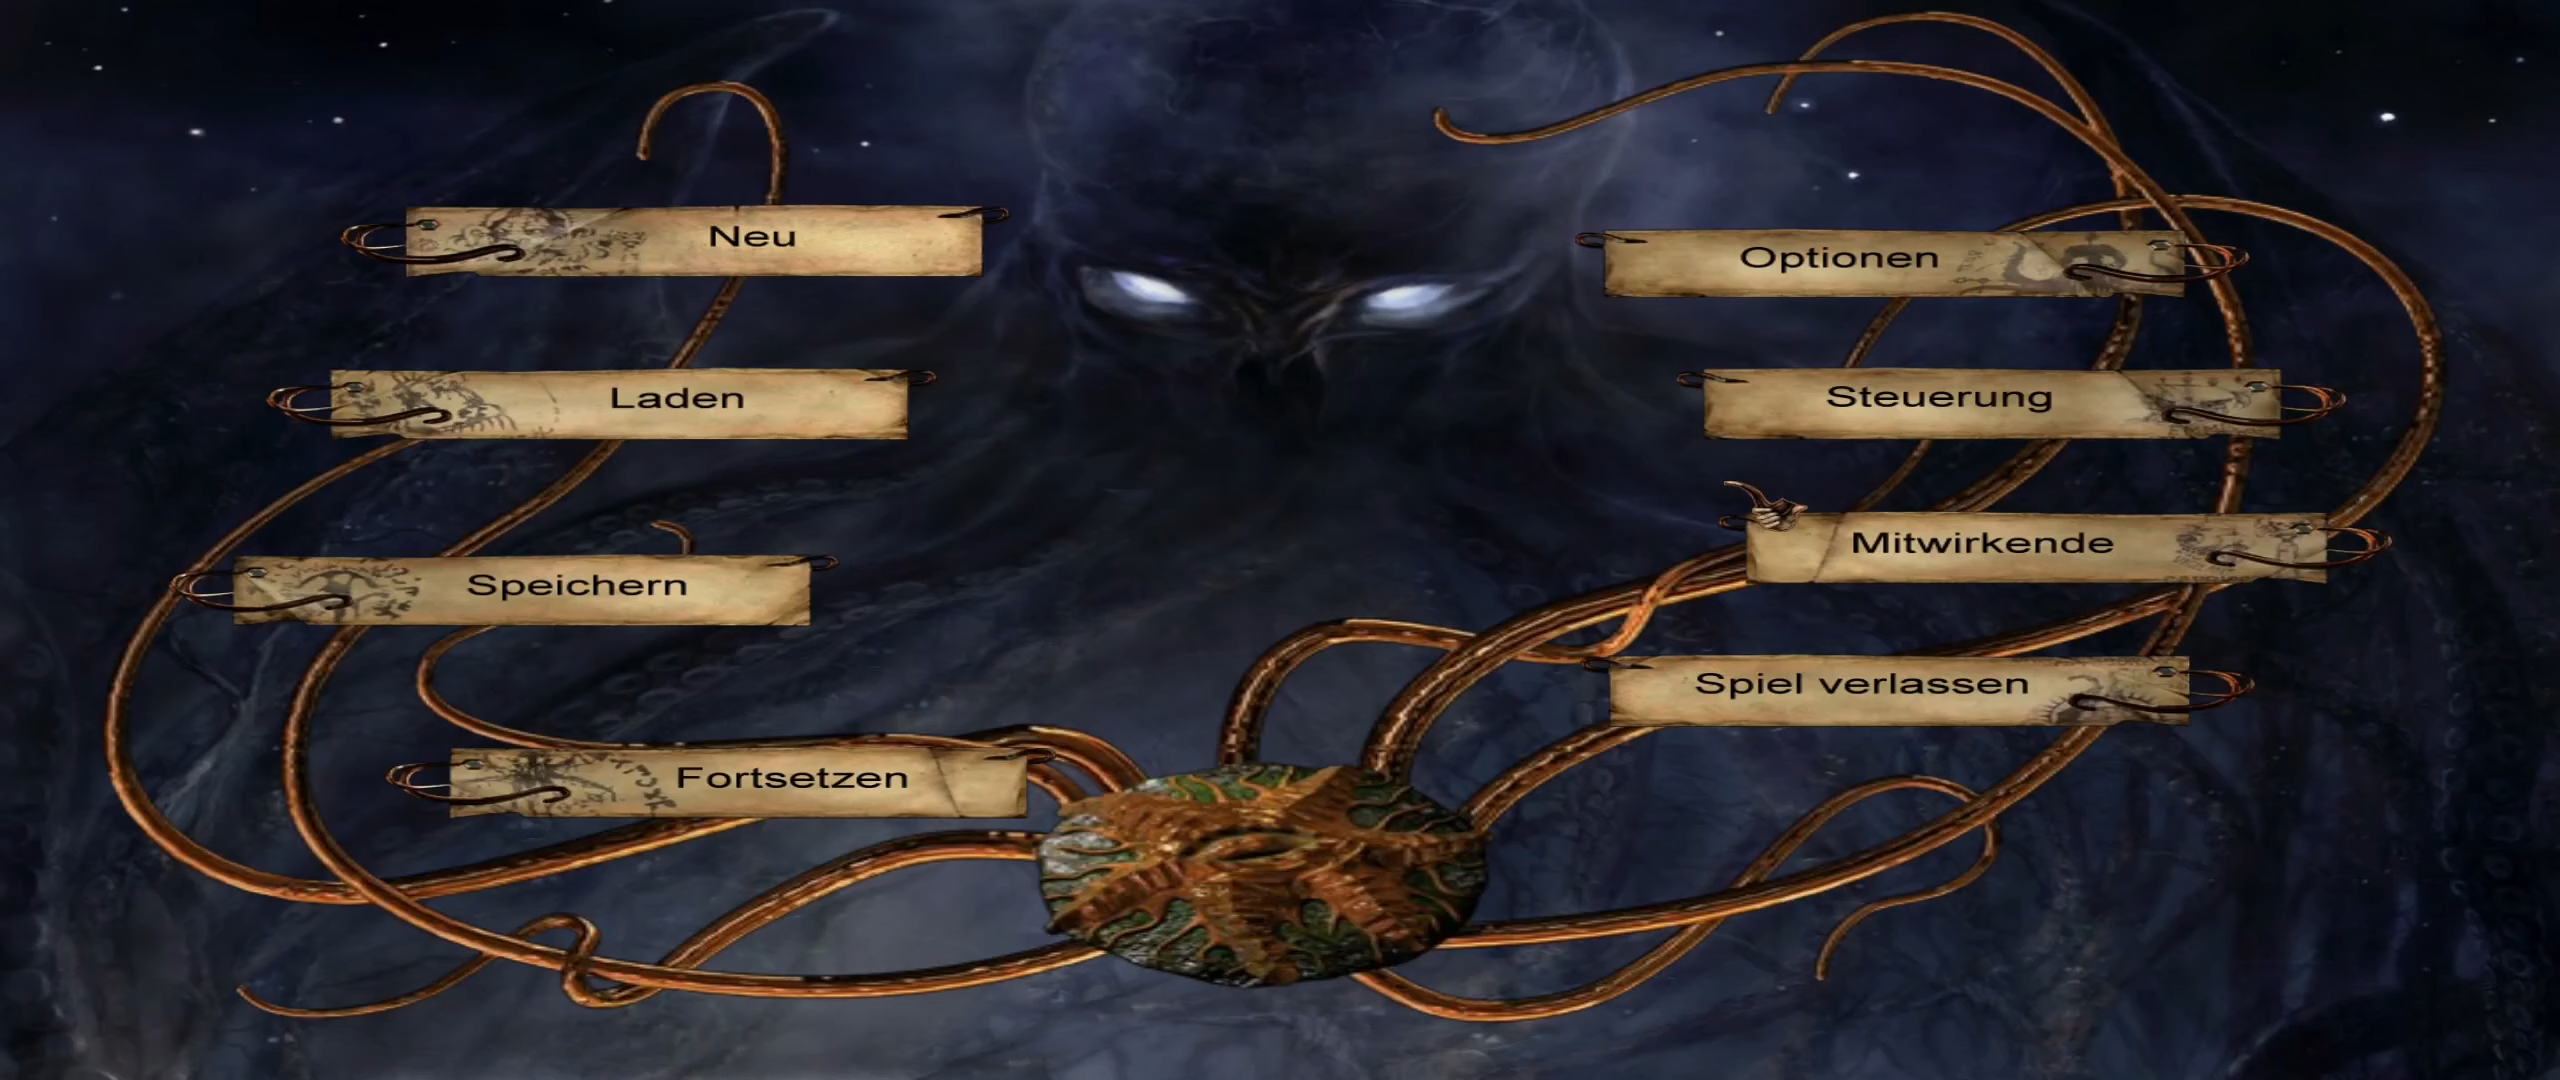 Neu
Laden
Speichern
Fortsetzen
Optionen
Steuerung
Mitwirkende
Spiel verlassen